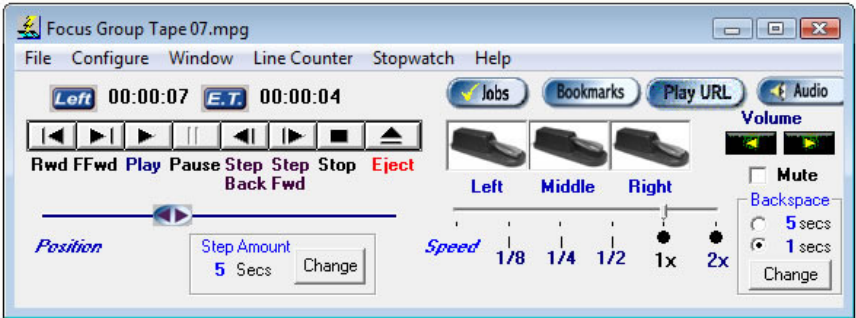 Focus Group Tape 07.mpg
File Configure Window Line Counter Stopwatch Help
Left 00:00:07 E.T. 00:00:04
Jobs Bookmarks Play URL Audio
Volume
Rwd FFwd Play Pause Step Back Step Fwd Stop Eject
Left Middle Right
Mute
Position
Step Amount
5 Secs Change
Speed 1/8 1/4 1/2 1x 2x
Backspace
5 secs
1 secs
Change